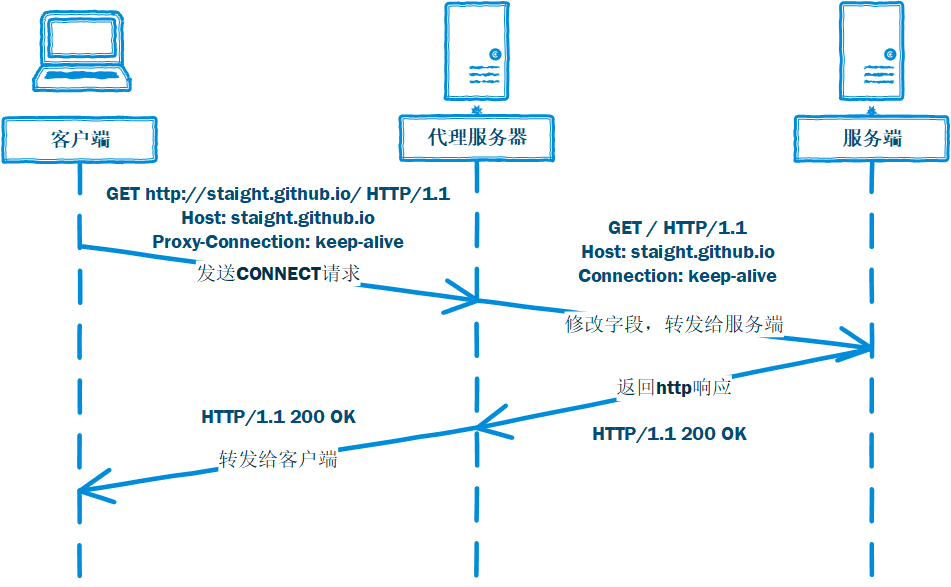 客户端
代理服务器
服务端
GET http://staight.github.io/ HTTP/1.1
Host: staight.github.io
Proxy-Connection: keep-alive
发送CONNECT请求
GET / HTTP/1.1
Host: staight.github.io
Connection: keep-alive
修改字段，转发给服务端
返回http响应
HTTP/1.1 200 OK
HTTP/1.1 200 OK
转发给客户端